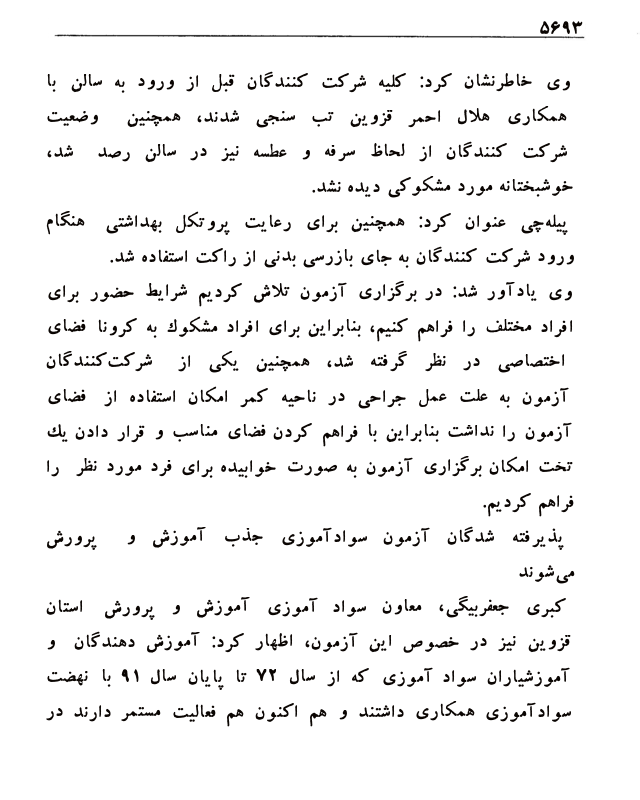 ۵۶۹۳
وی خاطرنشان کرد: کلیه شرکت کنندگان قبل از ورود به سالن با
همکاری هلال احمر قزوین تب سنجی شدند، همچنین وضعیت
شرکت کنندگان از لحاظ سرفه و عطسه نیز در سالن رصد شد،
خوشبختانه مورد مشکوکی دیده نشد.
پیله‌چی عنوان کرد: همچنین برای رعایت پروتکل بهداشتی هنگام
ورود شرکت کنندگان به جای بازرسی بدنی از راکت استفاده شد.
وی یادآور شد: در برگزاری آزمون تلاش کردیم شرایط حضور برای
افراد مختلف را فراهم کنیم، بنابراین برای افراد مشکوك به کرونا فضای
اختصاصی در نظر گرفته شد، همچنین یکی از شرکت‌کنندگان
آزمون به علت عمل جراحی در ناحیه کمر امکان استفاده از فضای
آزمون را نداشت بنابراین با فراهم کردن فضای مناسب و قرار دادن یك
تخت امکان برگزاری آزمون به صورت خوابیده برای فرد مورد نظر را
فراهم کردیم.
پذیرفته شدگان آزمون سوادآموزی جذب آموزش و پرورش
می‌شوند
کبری جعفربیگی، معاون سواد آموزی آموزش و پرورش استان
قزوین نیز در خصوص این آزمون، اظهار کرد: آموزش دهندگان و
آموزشیاران سواد آموزی که از سال ۷۲ تا پایان سال ۹۱ با نهضت
سوادآموزی همکاری داشتند و هم اکنون هم فعالیت مستمر دارند در